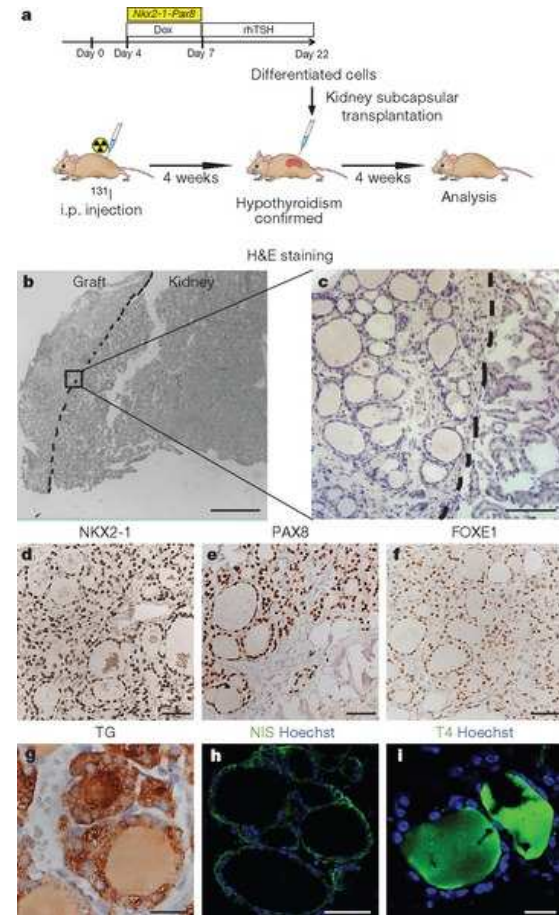 a
Nkx2-1-Pax8
Dox rhTSH
Day 0 Day 4 Day 7 Day 22
Differentiated cells
Kidney subcapsular
transplantation
4 weeks 4 weeks
131I
i.p. injection
Hypothyroidism
confirmed
Analysis
H&E staining
b Graft Kidney c
NKX2-1 PAX8 FOXE1
d e f
TG NIS Hoechst T4 Hoechst
g h i